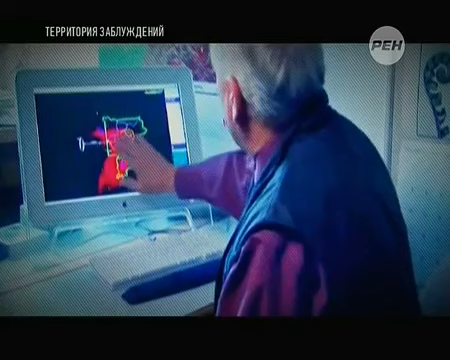 ТЕРРИТОРИЯ ЗАБЛУЖДЕНИЙ
РЕН